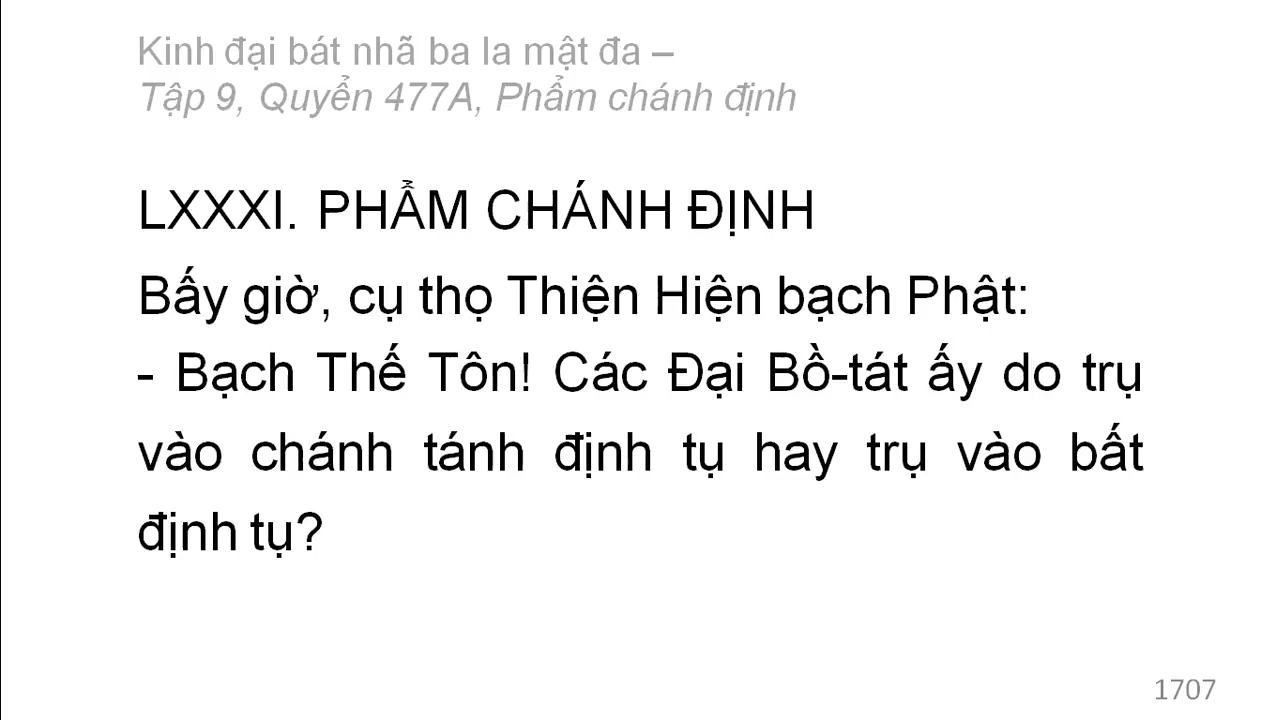 Kinh đại bát nhã ba la mật đa –
Tập 9, Quyển 477A, Phẩm chánh định
LXXXI. PHẨM CHÁNH ĐỊNH
Bấy giờ, cụ thọ Thiện Hiện bạch Phật:
- Bạch Thế Tôn! Các Đại Bồ-tát ấy do trụ
vào chánh tánh định tụ hay trụ vào bất
định tụ?
1707